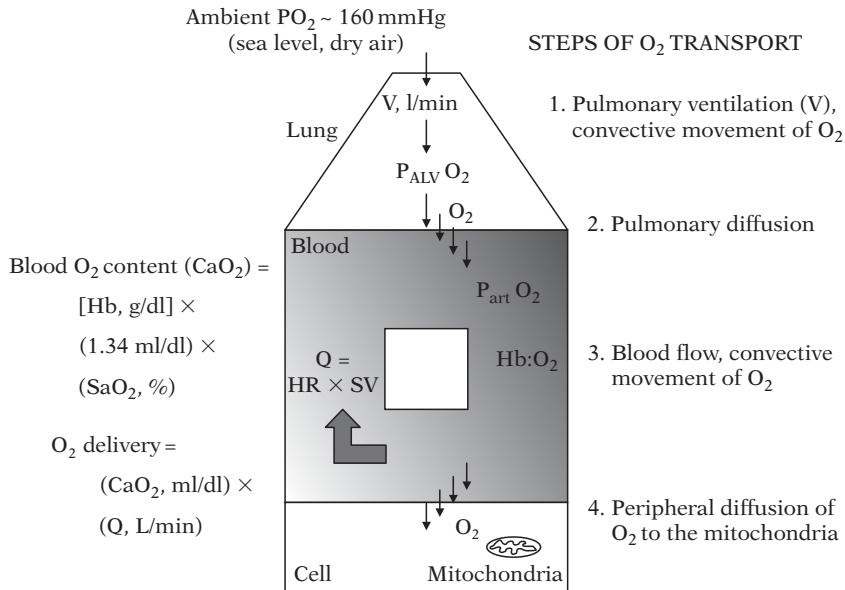 Ambient PO₂ ~ 160 mmHg
(sea level, dry air)
STEPS OF O₂ TRANSPORT
V, l/min
Lung
1. Pulmonary ventilation (V),
convective movement of O₂
P_ALV O₂
O₂
2. Pulmonary diffusion
Blood
Blood O₂ content (CaO₂) =
[Hb, g/dl] ×
(1.34 ml/dl) ×
(SaO₂, %)
P_art O₂
Q =
HR × SV
Hb:O₂
3. Blood flow, convective
movement of O₂
O₂ delivery =
(CaO₂, ml/dl) ×
(Q, L/min)
4. Peripheral diffusion of
O₂ to the mitochondria
O₂
Cell
Mitochondria